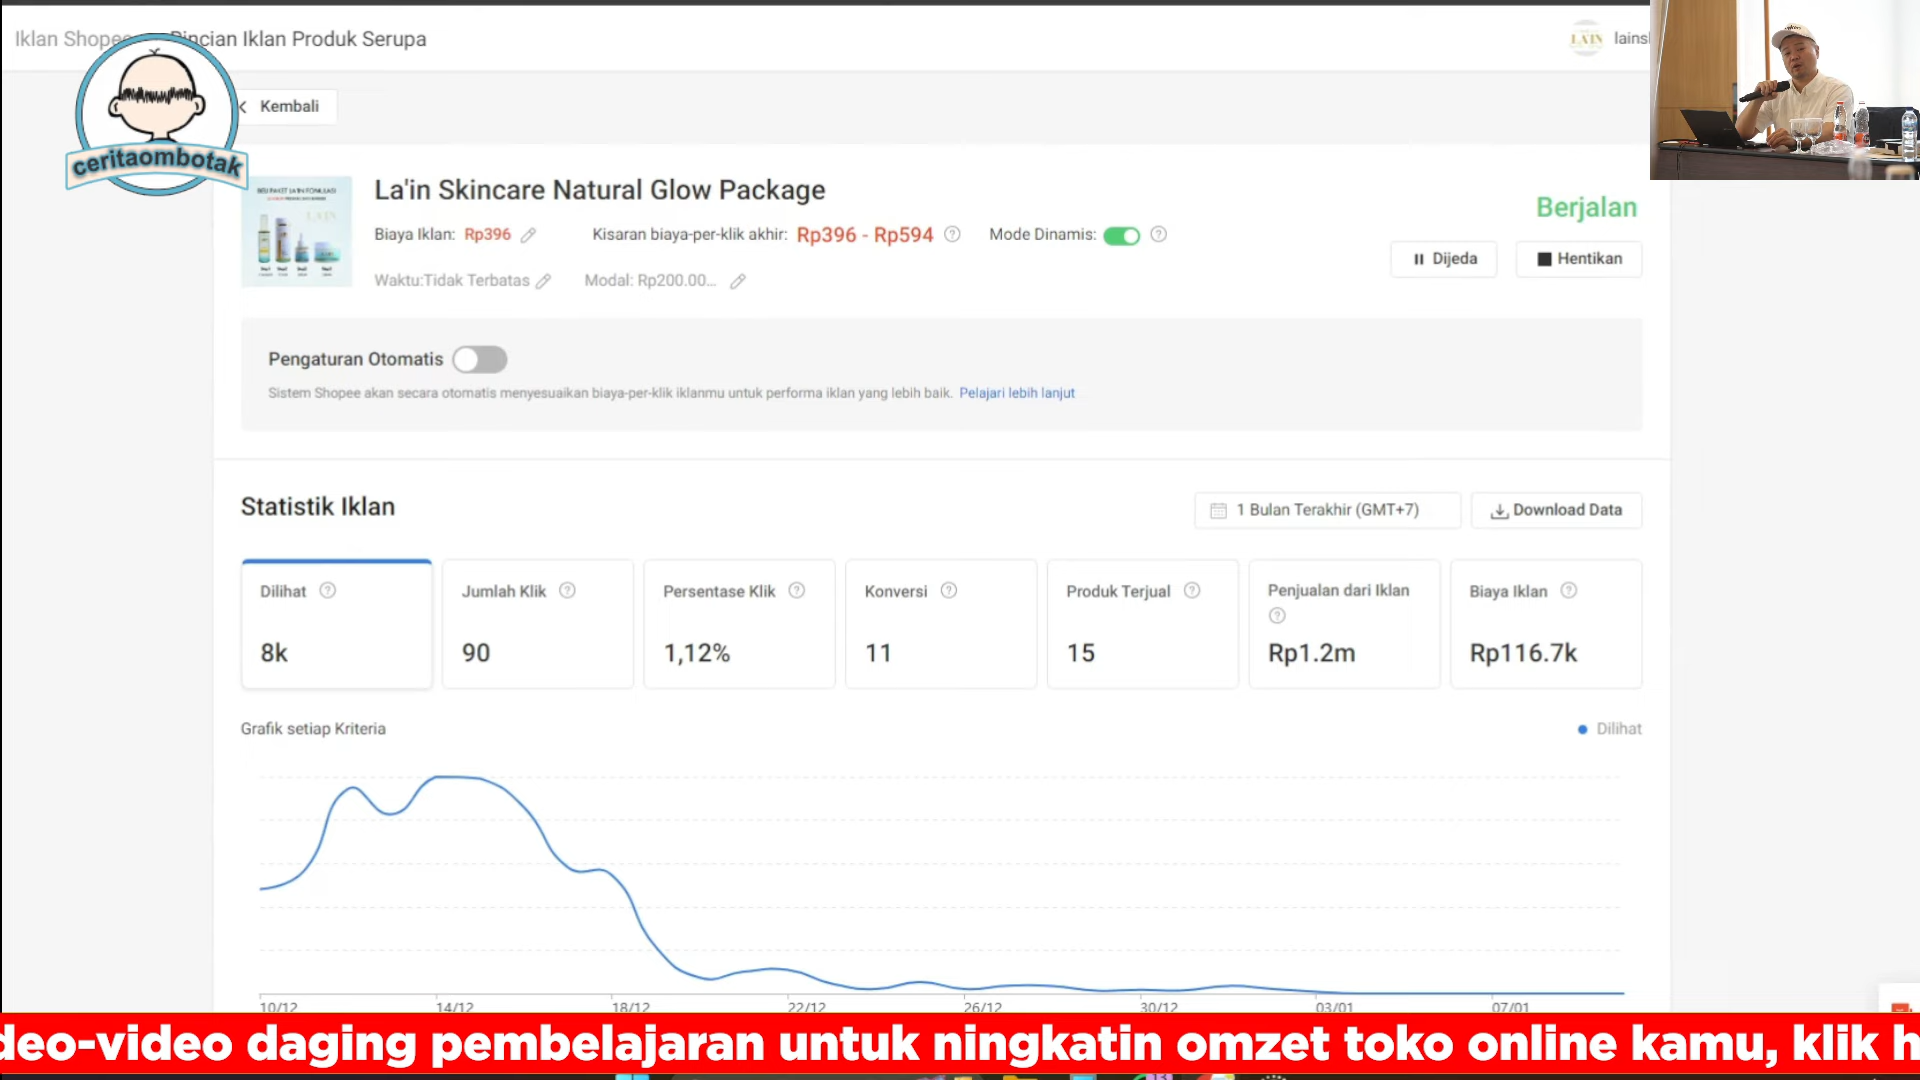 Iklan Shopee
Rincian Iklan Produk Serupa
LA'IN
ceritaombotak
Kembali
La'in Skincare Natural Glow Package
Berjalan
Biaya Iklan: Rp396
Kisaran biaya-per-klik akhir: Rp396 - Rp594
Mode Dinamis:
Dijeda
Hentikan
Waktu:Tidak Terbatas
Modal: Rp200.00...
Pengaturan Otomatis
Sistem Shopee akan secara otomatis menyesuaikan biaya-per-klik iklanmu untuk performa iklan yang lebih baik. Pelajari lebih lanjut
Statistik Iklan
1 Bulan Terakhir (GMT+7)
Download Data
Dilihat
8k
Jumlah Klik
90
Persentase Klik
1,12%
Konversi
11
Produk Terjual
15
Penjualan dari Iklan
Rp1.2m
Biaya Iklan
Rp116.7k
Grafik setiap Kriteria
Dilihat
10/12 14/12 18/12 22/12 26/12 30/12 03/01 07/01
deo-video daging pembelajaran untuk ningkatin omzet toko online kamu, klik h